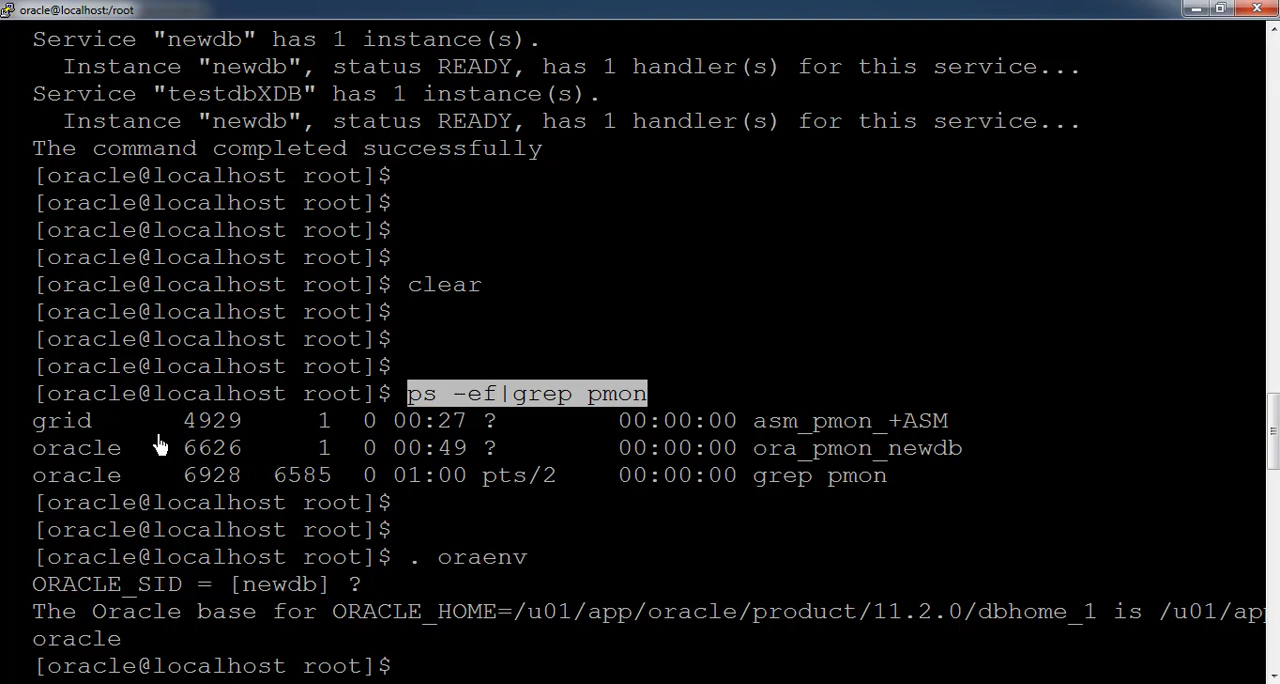 oracle@localhost:/root
Service "newdb" has 1 instance(s).
  Instance "newdb", status READY, has 1 handler(s) for this service...
Service "testdbXDB" has 1 instance(s).
  Instance "newdb", status READY, has 1 handler(s) for this service...
The command completed successfully
[oracle@localhost root]$
[oracle@localhost root]$
[oracle@localhost root]$
[oracle@localhost root]$
[oracle@localhost root]$ clear
[oracle@localhost root]$
[oracle@localhost root]$
[oracle@localhost root]$
[oracle@localhost root]$ ps -ef|grep pmon
grid      4929     1  0 00:27 ?        00:00:00 asm_pmon_+ASM
oracle    6626     1  0 00:49 ?        00:00:00 ora_pmon_newdb
oracle    6928  6585  0 01:00 pts/2    00:00:00 grep pmon
[oracle@localhost root]$
[oracle@localhost root]$
[oracle@localhost root]$ . oraenv
ORACLE_SID = [newdb] ?
The Oracle base for ORACLE_HOME=/u01/app/oracle/product/11.2.0/dbhome_1 is /u01/app
oracle
[oracle@localhost root]$